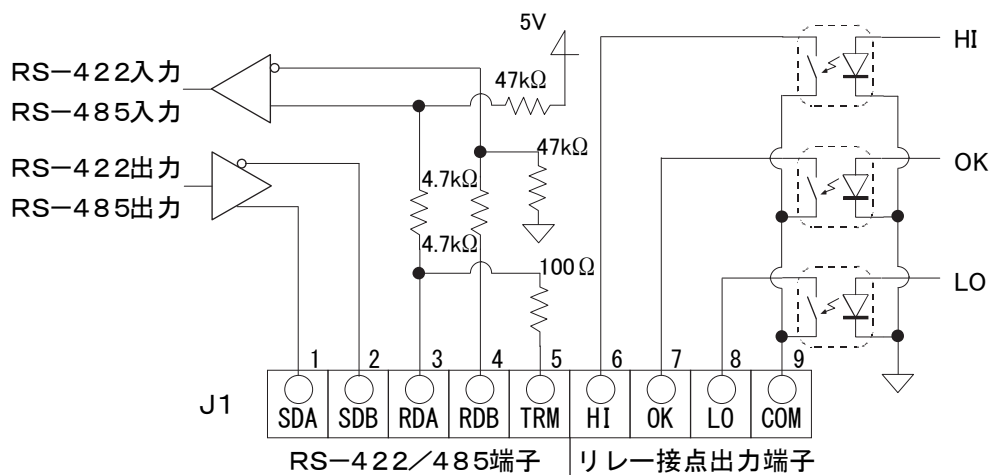 5V
HI
RS-422入力
47kΩ
RS-485入力
47kΩ
RS-422出力
OK
4.7kΩ
RS-485出力
4.7kΩ
100Ω
LO
1 2 3 4 5 6 7 8 9
J1 SDA SDB RDA RDB TRM HI OK LO COM
RS-422/485端子 リレー接点出力端子